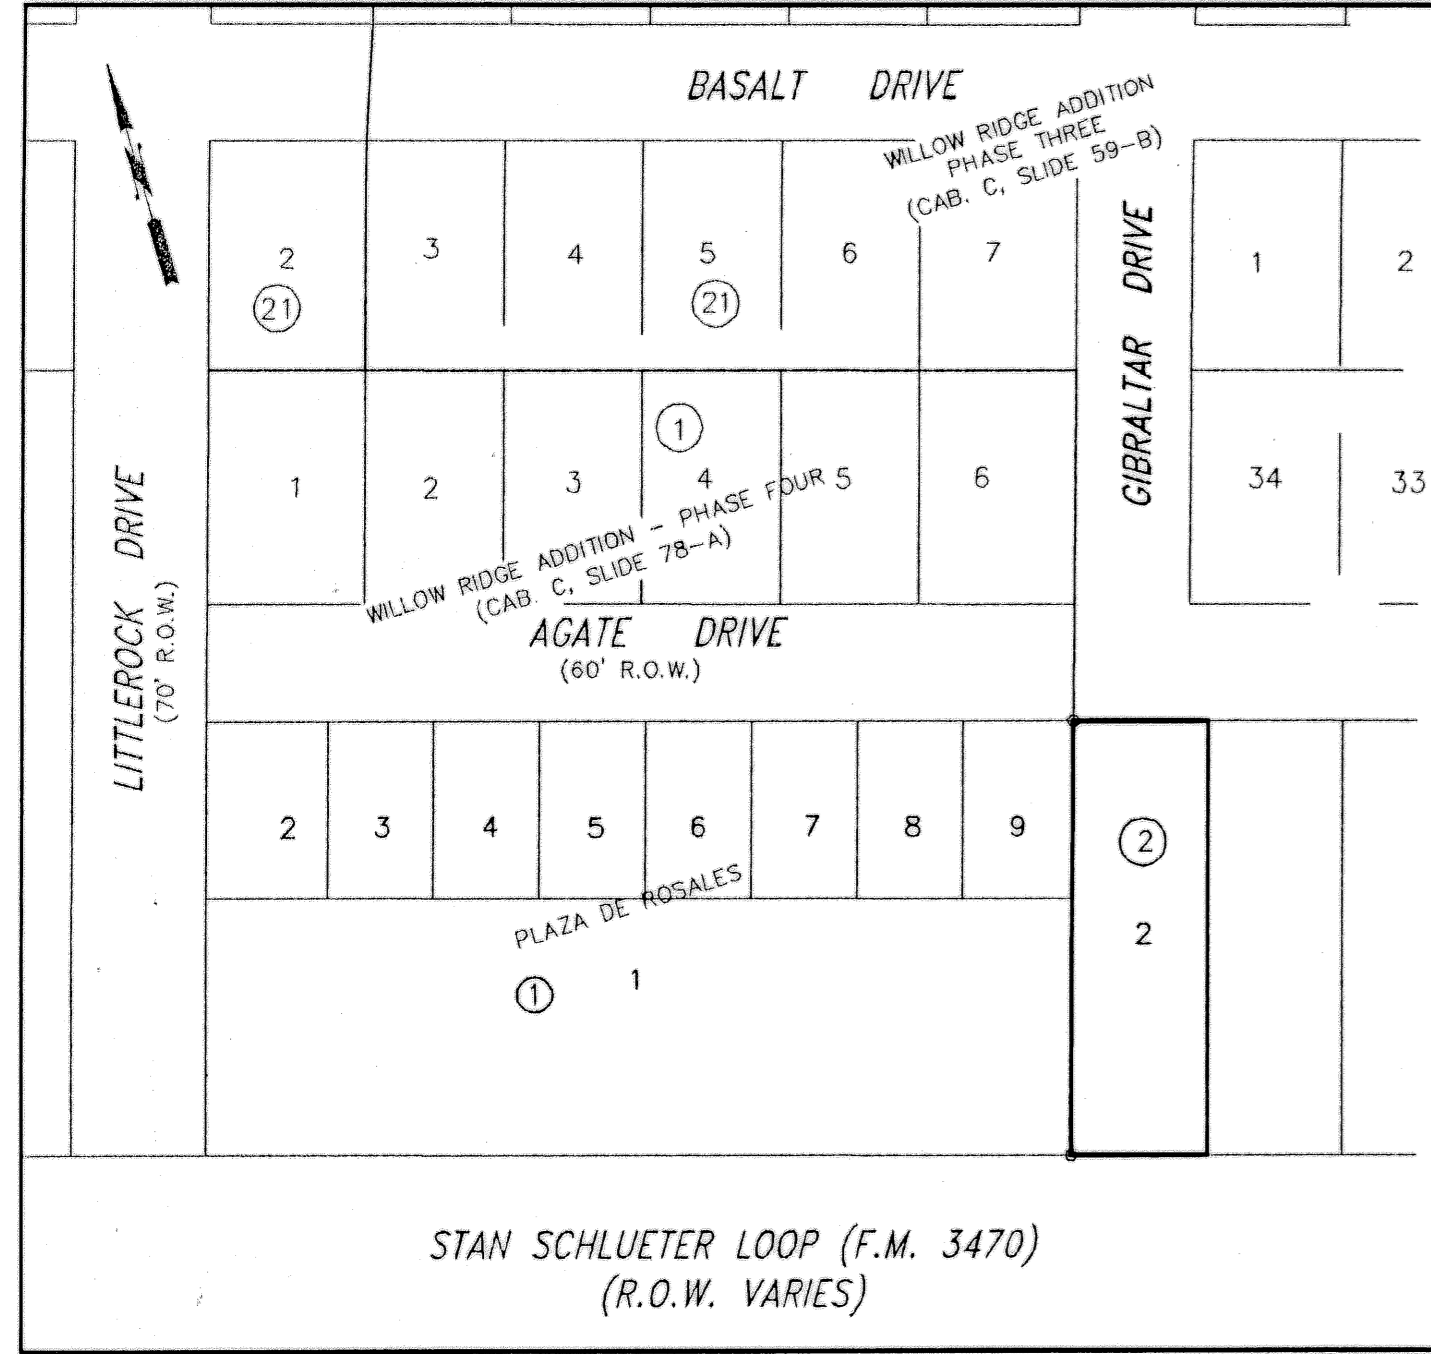 BASALT DRIVE
WILLOW RIDGE ADDITION
PHASE THREE
(CAB. C, SLIDE 59-B)
2
3
4
5
6
7
21
21
GIBRALTAR DRIVE
1
2
1
1
2
3
4
5
6
34
33
WILLOW RIDGE ADDITION - PHASE FOUR
(CAB. C, SLIDE 78-A)
LITTLEROCK DRIVE
(70' R.O.W.)
AGATE DRIVE
(60' R.O.W.)
2
3
4
5
6
7
8
9
2
2
PLAZA DE ROSALES
1
1
STAN SCHLUETER LOOP (F.M. 3470)
(R.O.W. VARIES)